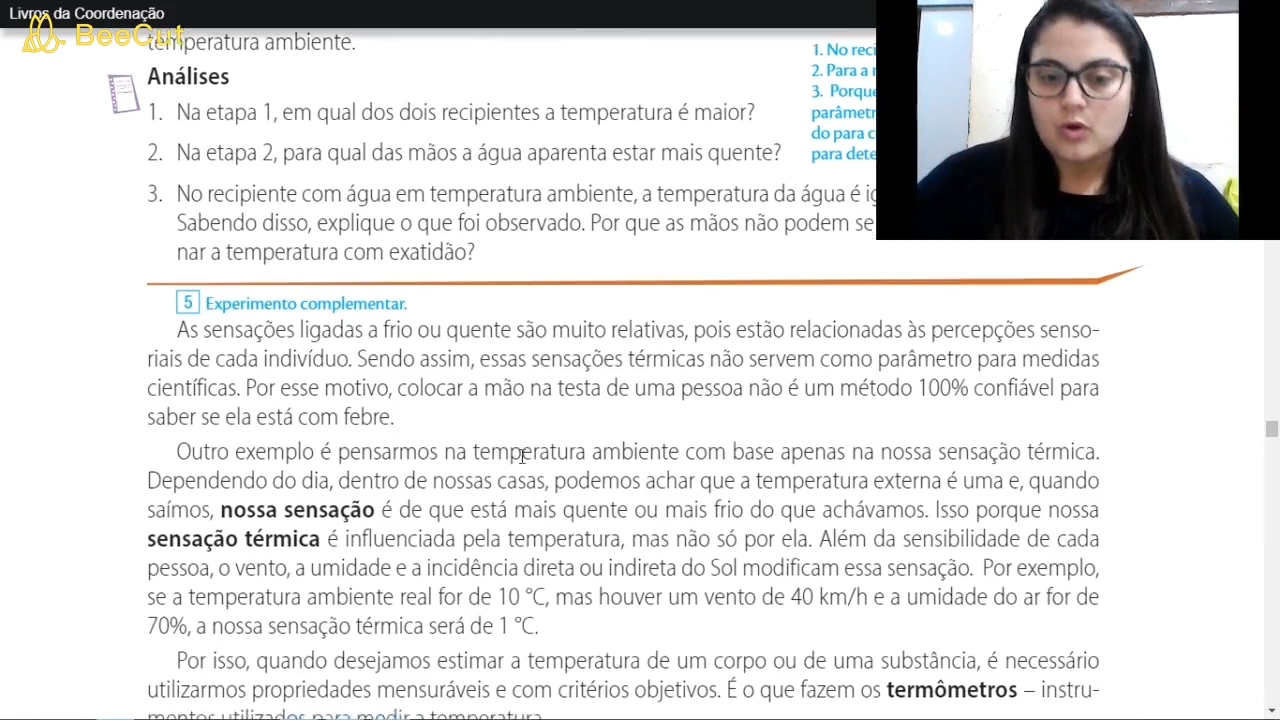 Livros da Coordenação
BeeCut
temperatura ambiente.
Análises
1. Na etapa 1, em qual dos dois recipientes a temperatura é maior?
2. Na etapa 2, para qual das mãos a água aparenta estar mais quente?
3. No recipiente com água em temperatura ambiente, a temperatura da água é
Sabendo disso, explique o que foi observado. Por que as mãos não podem se
nar a temperatura com exatidão?
1. No
2. Para a
3. Porque
do para
para
5 Experimento complementar.
As sensações ligadas a frio ou quente são muito relativas, pois estão relacionadas às percepções senso-
riais de cada indivíduo. Sendo assim, essas sensações térmicas não servem como parâmetro para medidas
científicas. Por esse motivo, colocar a mão na testa de uma pessoa não é um método 100% confiável para
saber se ela está com febre.
Outro exemplo é pensarmos na temperatura ambiente com base apenas na nossa sensação térmica.
Dependendo do dia, dentro de nossas casas, podemos achar que a temperatura externa é uma e, quando
saímos, nossa sensação é de que está mais quente ou mais frio do que achávamos. Isso porque nossa
sensação térmica é influenciada pela temperatura, mas não só por ela. Além da sensibilidade de cada
pessoa, o vento, a umidade e a incidência direta ou indireta do Sol modificam essa sensação. Por exemplo,
se a temperatura ambiente real for de 10 °C, mas houver um vento de 40 km/h e a umidade do ar for de
70%, a nossa sensação térmica será de 1 °C.
Por isso, quando desejamos estimar a temperatura de um corpo ou de uma substância, é necessário
utilizarmos propriedades mensuráveis e com critérios objetivos. É o que fazem os termômetros – instru-
mentos utilizados para medir a temperatura.